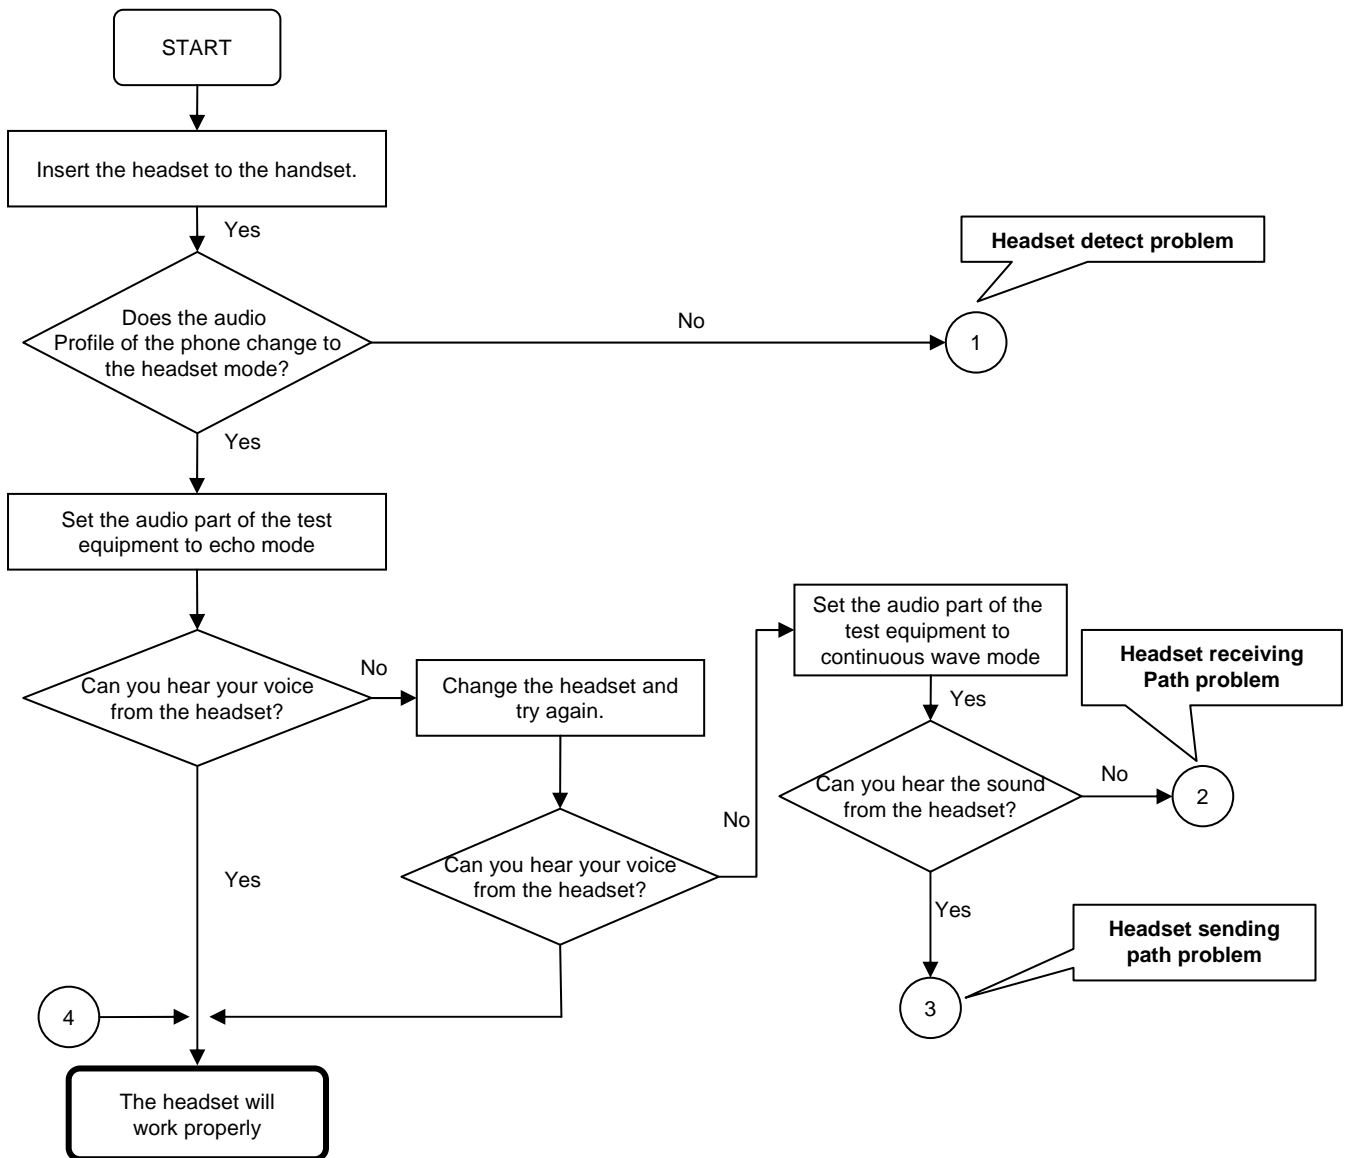 START
Insert the headset to the handset.
Yes
Headset detect problem
Does the audio
Profile of the phone change to
the headset mode?
No
1
Yes
Set the audio part of the test
equipment to echo mode
Can you hear your voice
from the headset?
No
Change the headset and
try again.
Can you hear your voice
from the headset?
No
Set the audio part of the
test equipment to
continuous wave mode
Yes
Headset receiving
Path problem
Can you hear the sound
from the headset?
No
2
Yes
Headset sending
path problem
3
Yes
4
The headset will
work properly